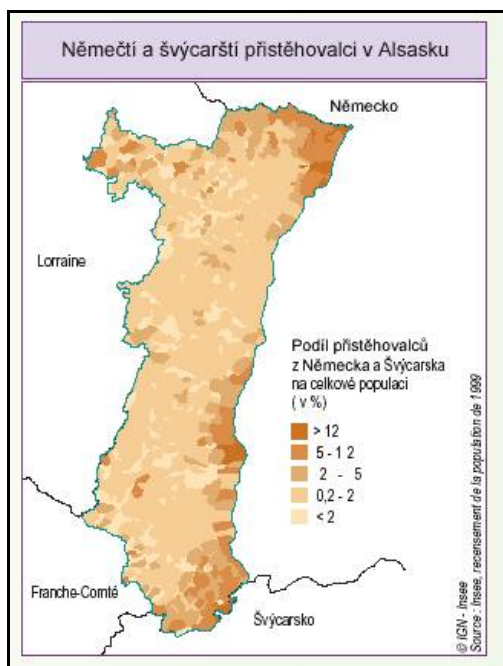 Němečtí a švýcarští přistěhovalci v Alsasku
Německo
Lorraine
Podíl přistěhovalců
z Německa a Švýcarska
na celkové populaci
( v %)
> 12
5 - 1 2
2 - 5
0,2 - 2
< 2
Franche-Comté
Švýcarsko
© IGN - Insee
Source : Insee, recensement de la population de 1999